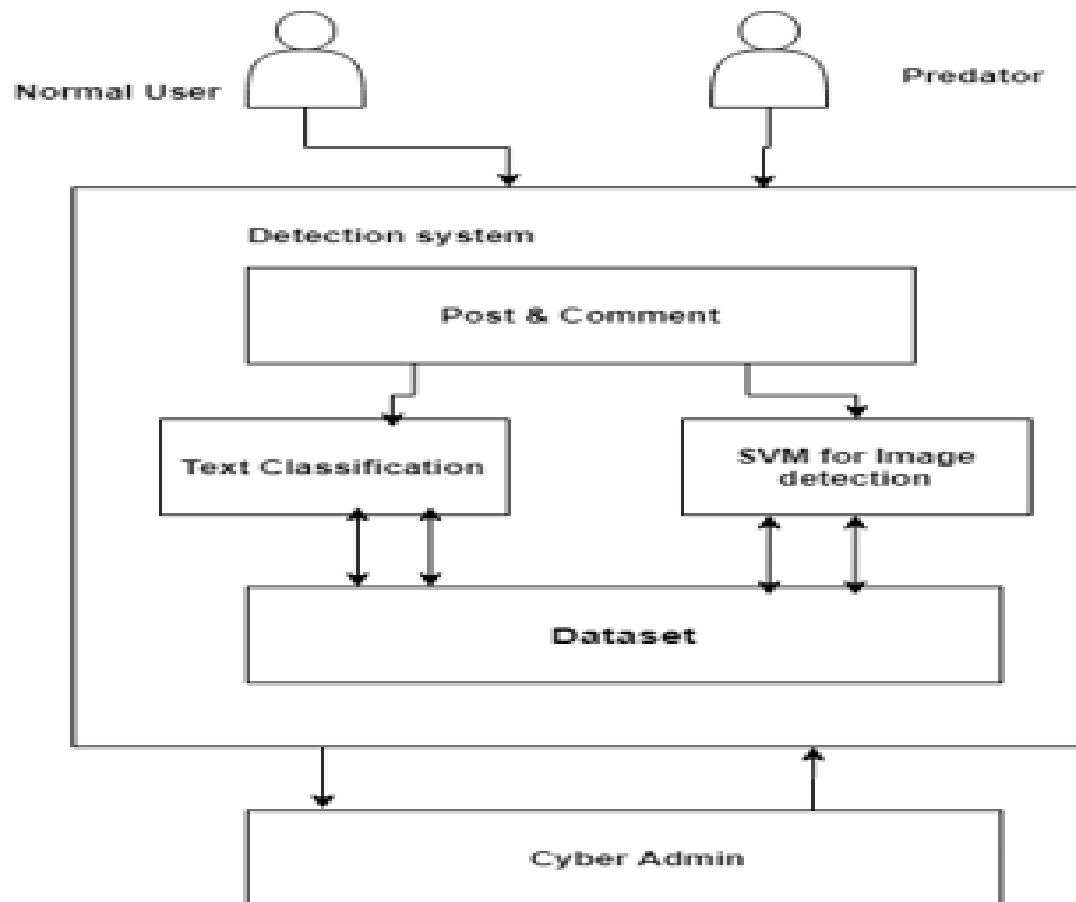 Normal User
Predator
Detection system
Post & Comment
Text Classification
SVM for Image
detection
Dataset
Cyber Admin